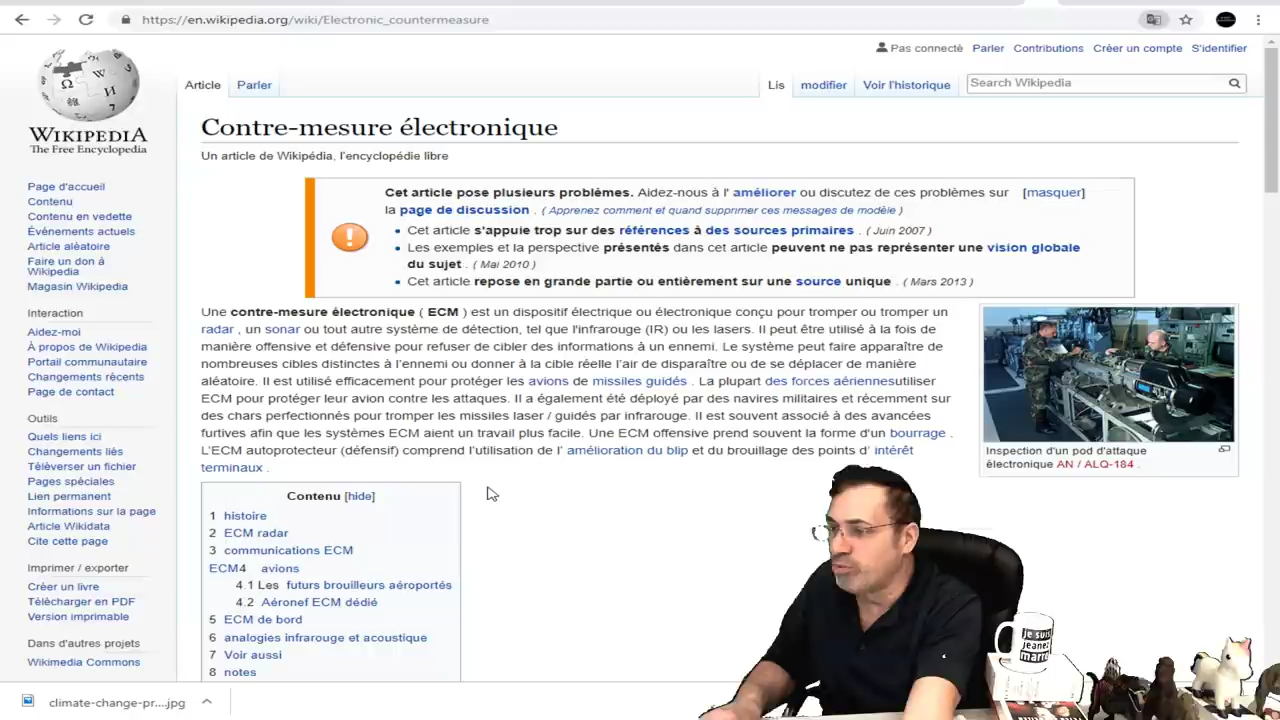 https://en.wikipedia.org/wiki/Electronic_countermeasure
Pas connecté Parler Contributions Créer un compte S'identifier
Article Parler Lis modifier Voir l'historique Search Wikipedia
WIKIPEDIA
The Free Encyclopedia
Page d'accueil
Contenu
Contenu en vedette
Événements actuels
Article aléatoire
Faire un don à
Wikipedia
Magasin Wikipedia
Interaction
Aidez-moi
À propos de Wikipedia
Portail communautaire
Changements récents
Page de contact
Outils
Quels liens ici
Changements liés
Téléverser un fichier
Pages spéciales
Lien permanent
Informations sur la page
Article Wikidata
Cite cette page
Imprimer / exporter
Créer un livre
Télécharger en PDF
Version imprimable
Dans d'autres projets
Wikimedia Commons
Contre-mesure électronique
Un article de Wikipédia, l'encyclopédie libre
Cet article pose plusieurs problèmes. Aidez-nous à l' améliorer ou discutez de ces problèmes sur [masquer]
la page de discussion . ( Apprenez comment et quand supprimer ces messages de modèle )
Cet article s'appuie trop sur des références à des sources primaires . ( Juin 2007 )
Les exemples et la perspective présentés dans cet article peuvent ne pas représenter une vision globale
du sujet . ( Mai 2010 )
Cet article repose en grande partie ou entièrement sur une source unique . ( Mars 2013 )
Une contre-mesure électronique ( ECM ) est un dispositif électrique ou électronique conçu pour tromper ou tromper un
radar , un sonar ou tout autre système de détection, tel que l'infrarouge (IR) ou les lasers. Il peut être utilisé à la fois de
manière offensive et défensive pour refuser de cibler des informations à un ennemi. Le système peut faire apparaître de
nombreuses cibles distinctes à l'ennemi ou donner à la cible réelle l'air de disparaître ou de se déplacer de manière
aléatoire. Il est utilisé efficacement pour protéger les avions de missiles guidés . La plupart des forces aériennesutiliser
ECM pour protéger leur avion contre les attaques. Il a également été déployé par des navires militaires et récemment sur
des chars perfectionnés pour tromper les missiles laser / guidés par infrarouge. Il est souvent associé à des avancées
furtives afin que les systèmes ECM aient un travail plus facile. Une ECM offensive prend souvent la forme d'un bourrage .
L'ECM autoprotecteur (défensif) comprend l'utilisation de l' amélioration du blip et du brouillage des points d' intérêt
terminaux .
Inspection d'un pod d'attaque
électronique AN / ALQ-184 .
Contenu [hide]
1 histoire
2 ECM radar
3 communications ECM
ECM4 avions
4.1 Les futurs brouilleurs aéroportés
4.2 Aéronef ECM dédié
5 ECM de bord
6 analogies infrarouge et acoustique
7 Voir aussi
8 notes
je suis
jeanez
climate-change-pr....jpg